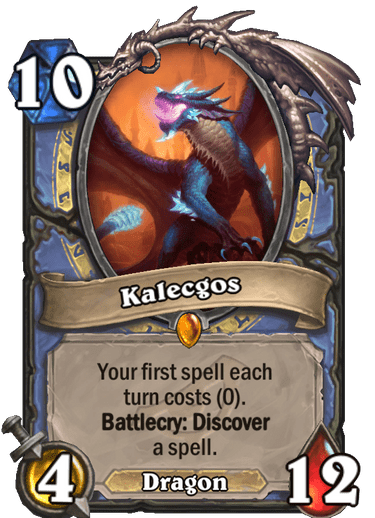 10
Kalecgos
Your first spell each
turn costs (0).
Battlecry: Discover
a spell.
4
Dragon
12